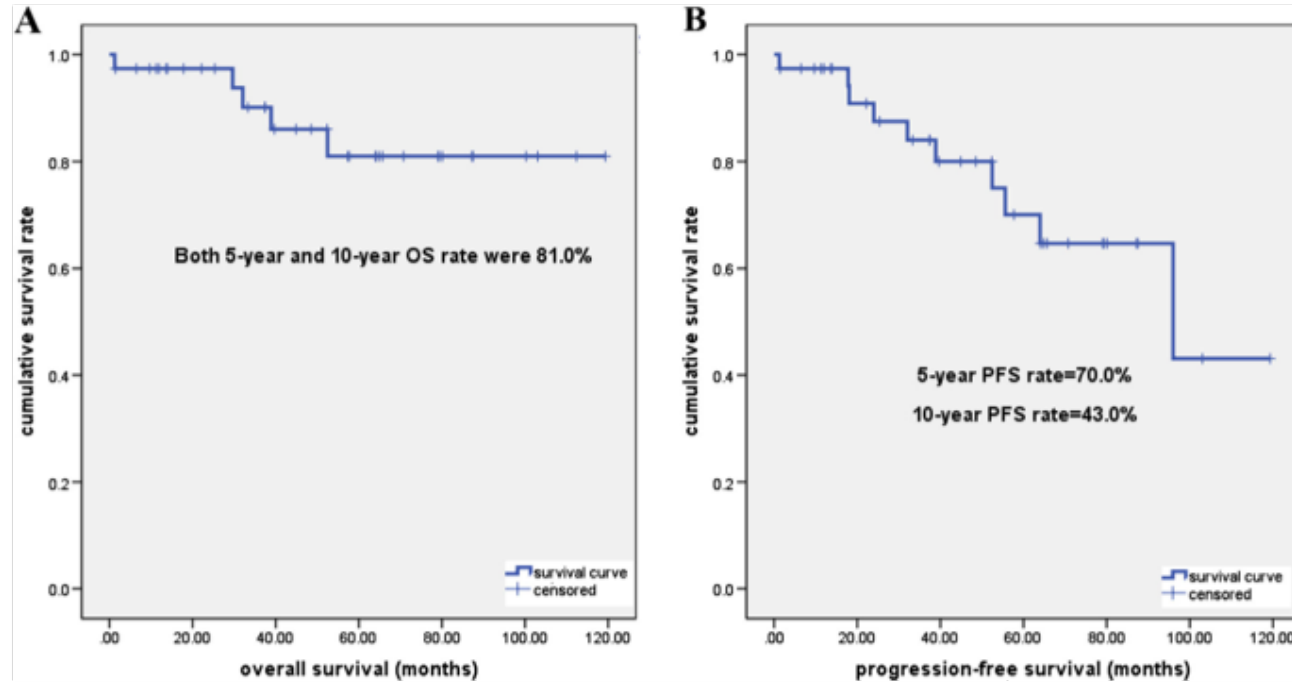 A
1.0
0.8
0.6
0.4
0.2
0.0
cumulative survival rate
Both 5-year and 10-year OS rate were 81.0%
survival curve
censored
.00 20.00 40.00 60.00 80.00 100.00 120.00
overall survival (months)
B
1.0
0.8
0.6
0.4
0.2
0.0
cumulative survival rate
5-year PFS rate=70.0%
10-year PFS rate=43.0%
survival curve
censored
.00 20.00 40.00 60.00 80.00 100.00 120.00
progression-free survival (months)